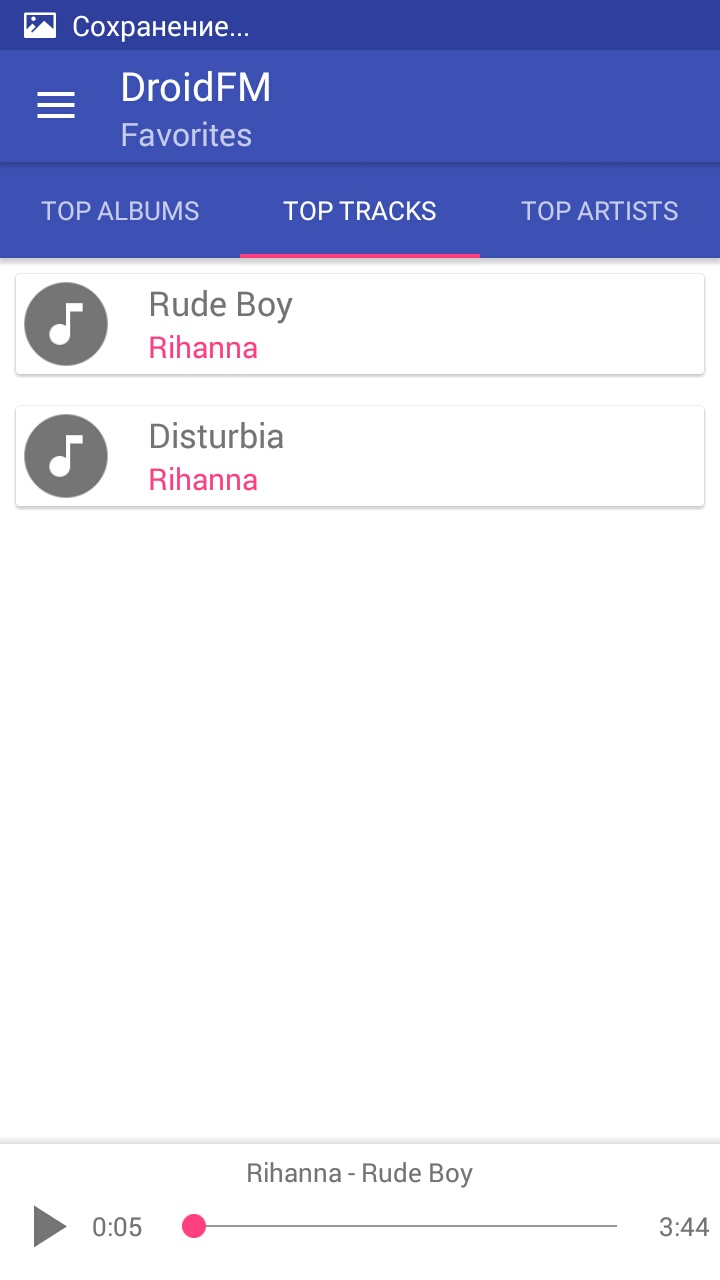 Сохранение...
DroidFM
Favorites
TOP ALBUMS TOP TRACKS TOP ARTISTS
Rude Boy
Rihanna
Disturbia
Rihanna
Rihanna - Rude Boy
0:05 3:44